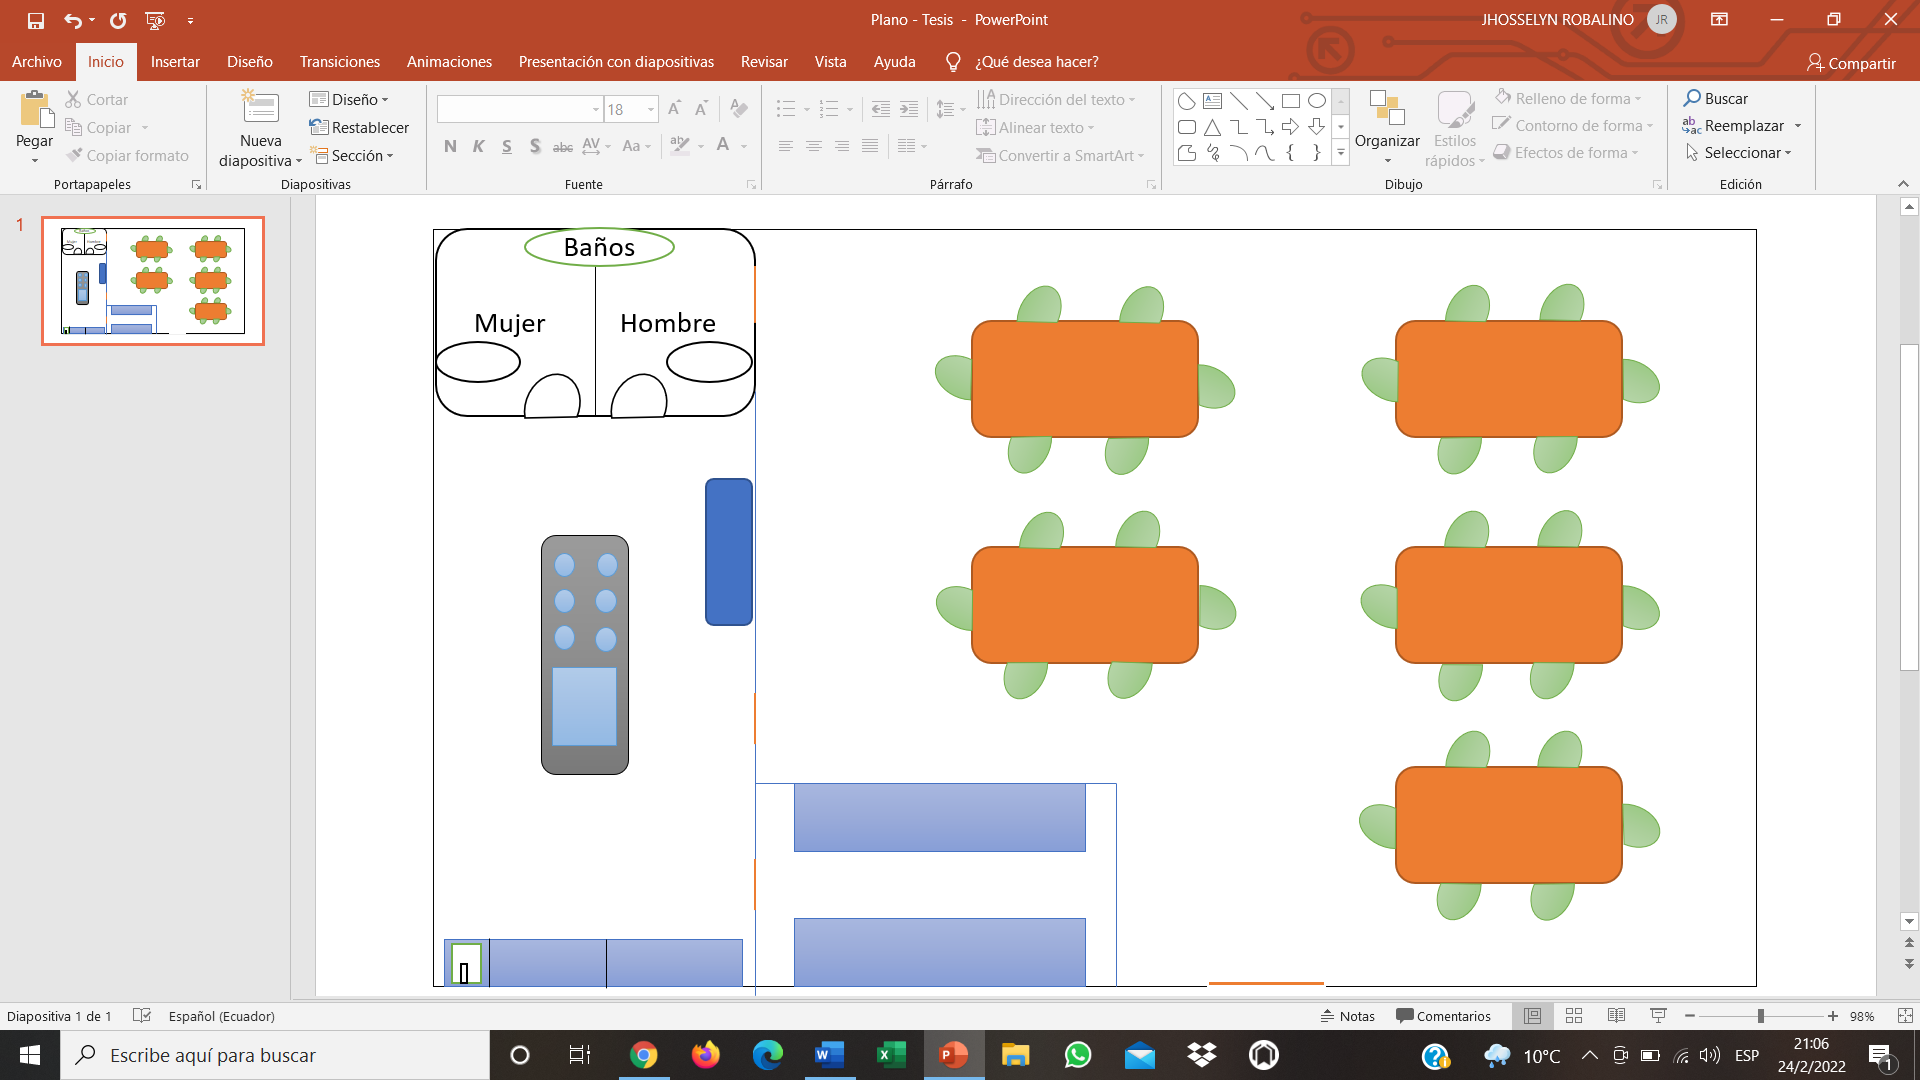 Plano - Tesis - PowerPoint
JHOSSELYN ROBALINO
JR
Archivo Inicio Insertar Diseño Transiciones Animaciones Presentación con diapositivas Revisar Vista Ayuda ¿Qué desea hacer? Compartir
Pegar
Cortar
Copiar
Copiar formato
Portapapeles
Nueva
diapositiva
Diseño
Restablecer
Sección
Diapositivas
18
N K S S abc AV Aa A
Fuente
Dirección del texto
Alinear texto
Convertir a SmartArt
Párrafo
Organizar
Estilos
rápidos
Relleno de forma
Contorno de forma
Efectos de forma
Dibujo
Buscar
Reemplazar
Seleccionar
Edición
1
Baños
Mujer Hombre
Diapositiva 1 de 1 Español (Ecuador) Notas Comentarios 98%
Escribe aquí para buscar
10°C ESP
21:06
24/2/2022
1